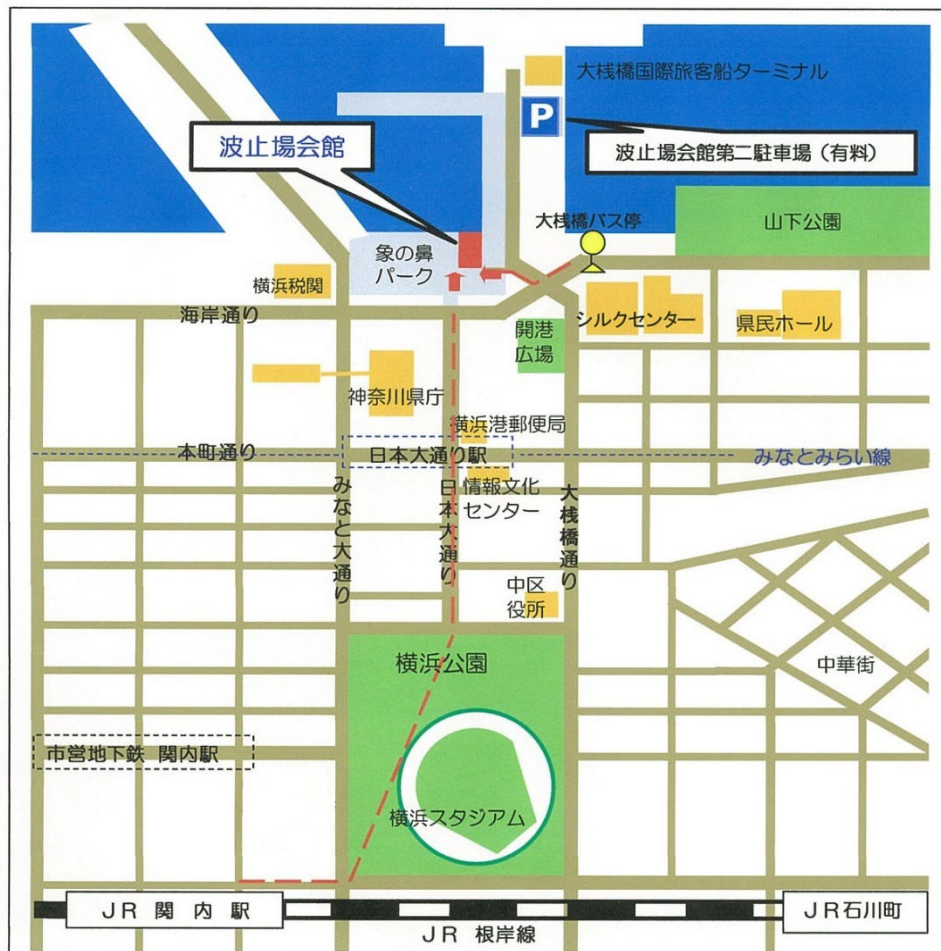 大桟橋国際旅客船ターミナル
P
波止場会館
波止場会館第二駐車場（有料）
大桟橋バス停
山下公園
象の鼻
パーク
横浜税関
海岸通り
シルクセンター
開港
広場
県民ホール
神奈川県庁
横浜港郵便局
本町通り
日本大通り駅
みなとみらい線
情報文化
センター
みなと大通り
日本大通り
大桟橋通り
中区
役所
横浜公園
中華街
市営地下鉄 関内駅
横浜スタジアム
JR 関内駅
JR石川町
JR 根岸線